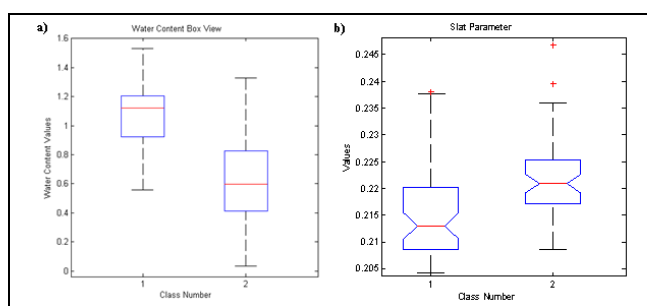 a)
Water Content Box View
Water Content Values
1.6
1.4
1.2
1
0.8
0.6
0.4
0.2
0
1
2
Class Number
b)
Slat Parameter
Values
0.245
0.24
0.235
0.23
0.225
0.22
0.215
0.21
0.205
1
2
Class Number